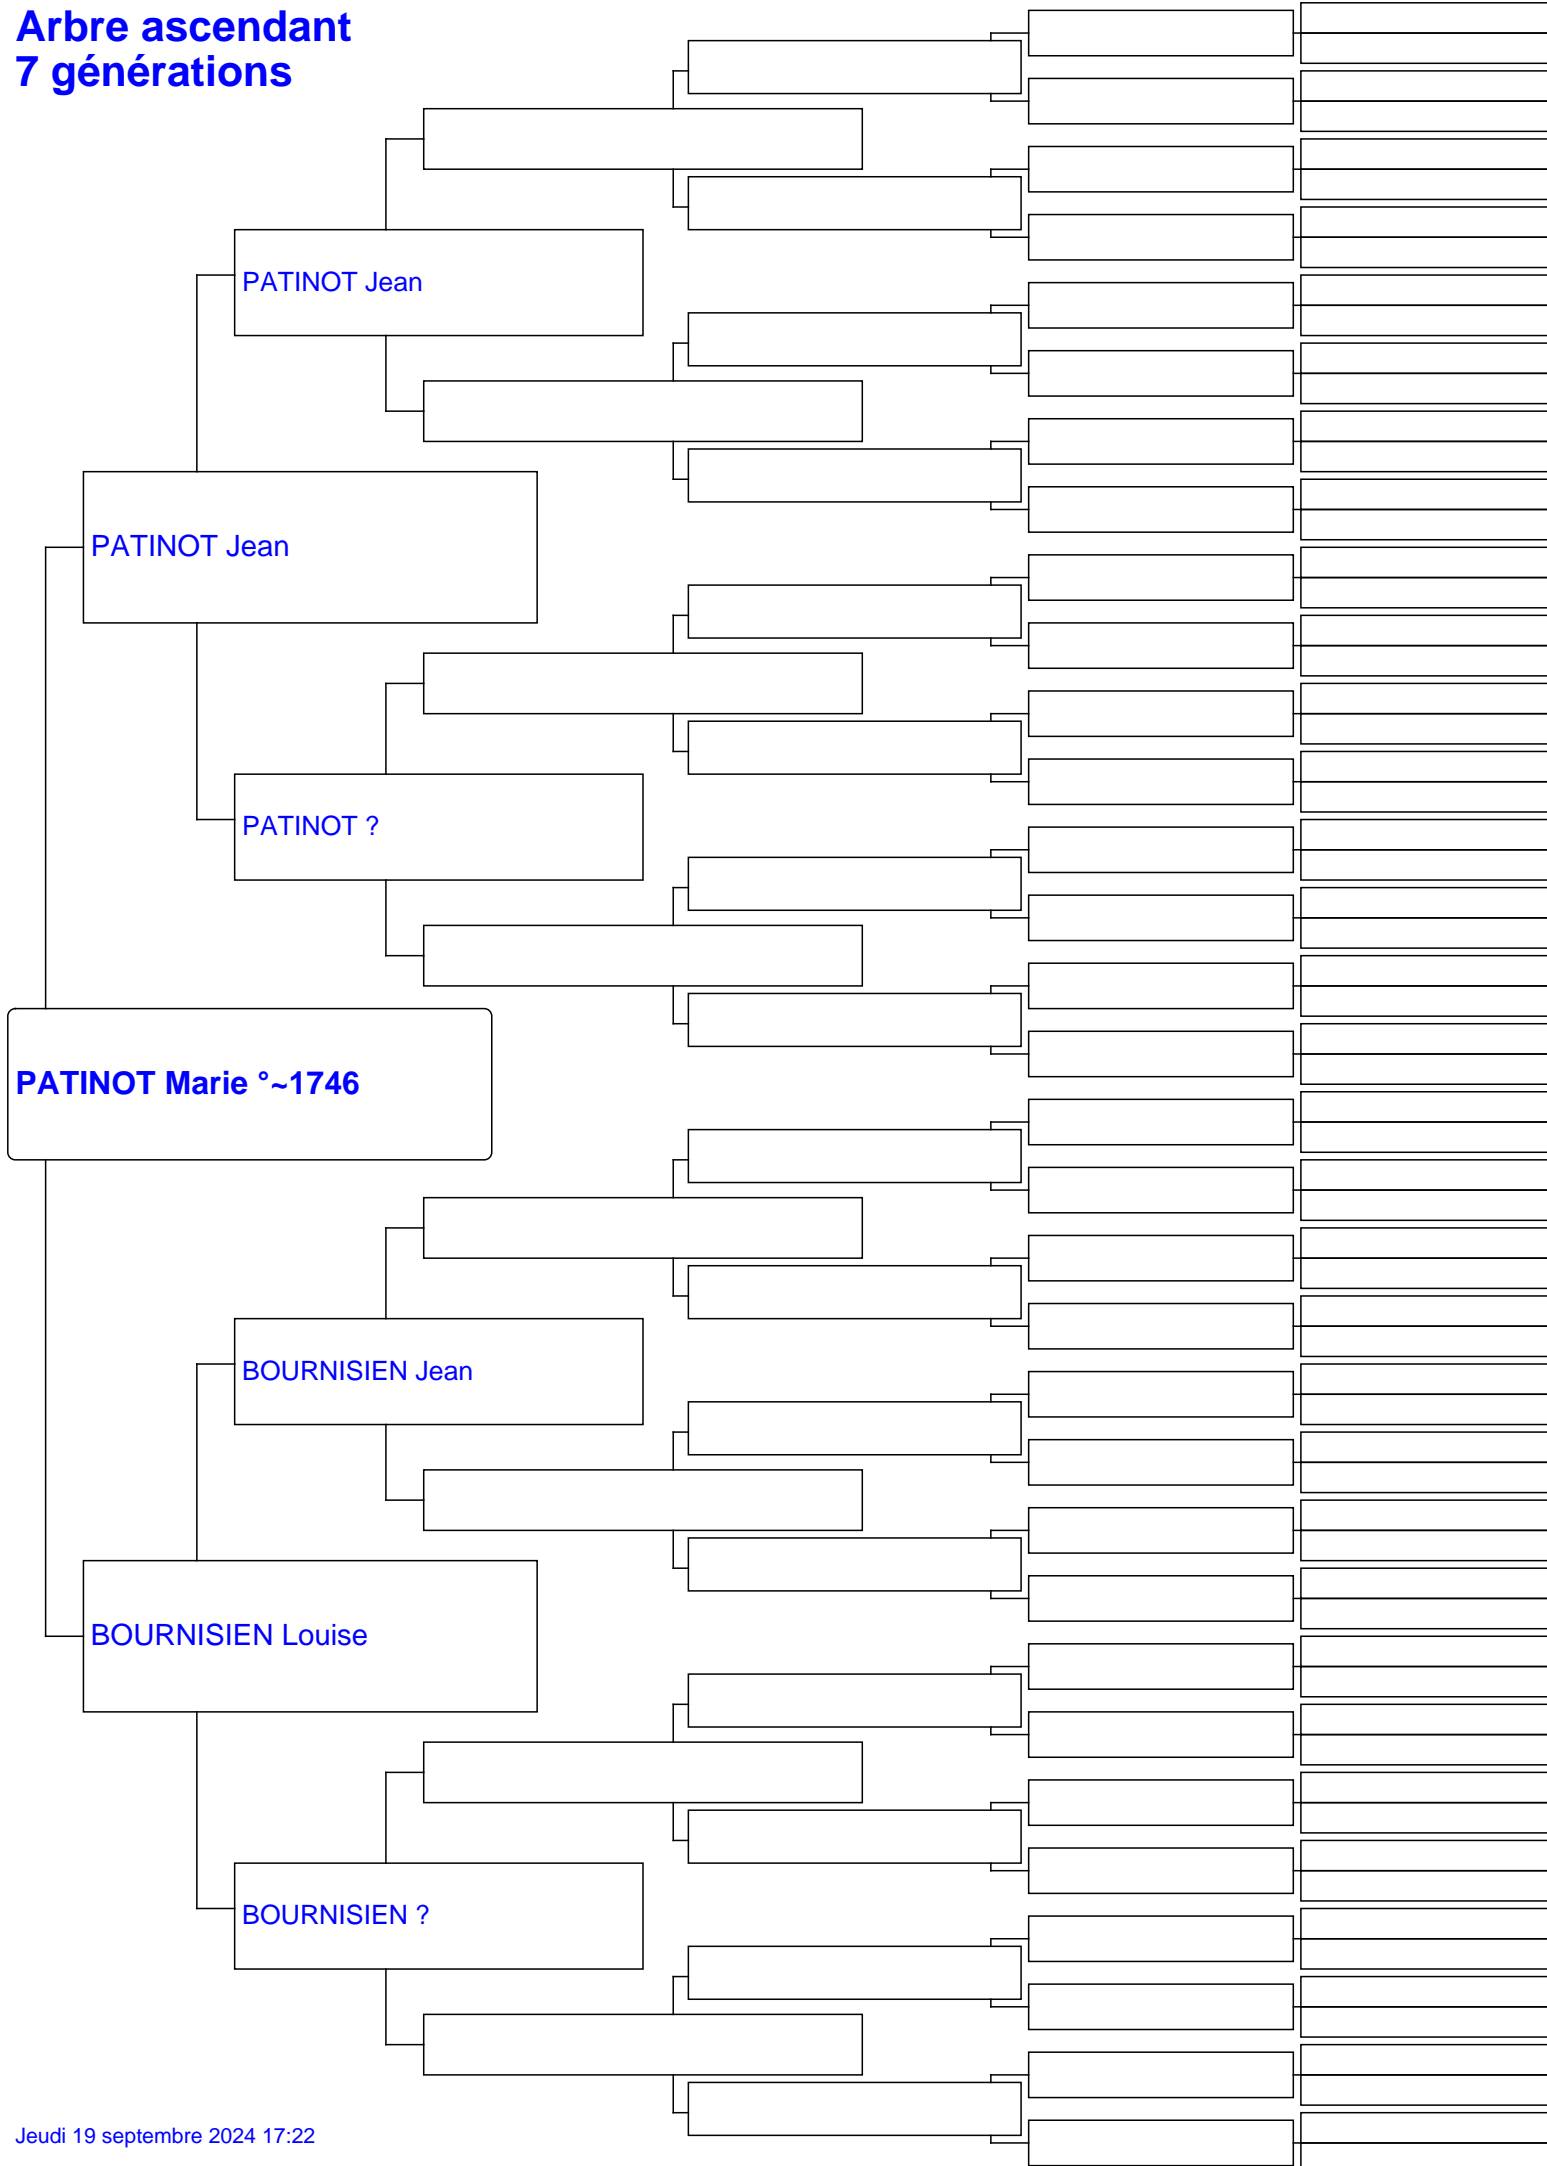 Arbre ascendant
7 générations
PATINOT Jean
PATINOT Jean
PATINOT ?
PATINOT Marie °~1746
BOURNISIEN Jean
BOURNISIEN Louise
BOURNISIEN ?
Jeudi 19 septembre 2024 17:22